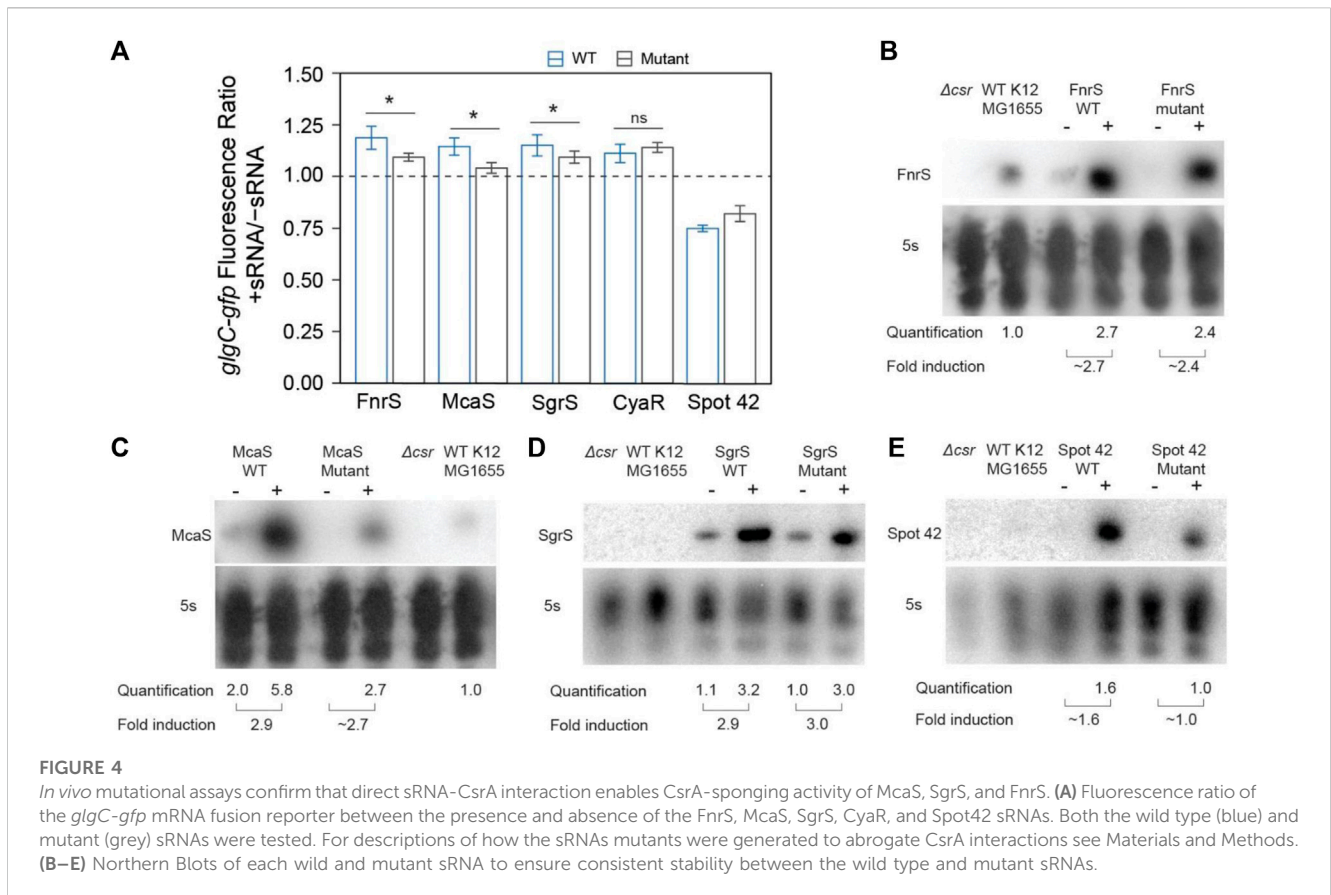 A
WT Mutant
glgC-gfp Fluorescence Ratio
+sRNA/−sRNA
1.50
1.25
1.00
0.75
0.50
0.25
0.00
* * * ns
FnrS McaS SgrS CyaR Spot 42
B
Δcsr WT K12 FnrS FnrS
MG1655 WT mutant
- + - +
FnrS
5s
Quantification 1.0 2.7 2.4
Fold induction ~2.7 ~2.4
C
McaS McaS Δcsr WT K12
WT Mutant MG1655
- + - +
McaS
5s
Quantification 2.0 5.8 2.7 1.0
Fold induction 2.9 ~2.7
D
Δcsr WT K12 SgrS SgrS
MG1655 WT Mutant
- + - +
SgrS
5s
Quantification 1.1 3.2 1.0 3.0
Fold induction 2.9 3.0
E
Δcsr WT K12 Spot 42 Spot 42
MG1655 WT Mutant
- + - +
Spot 42
5s
Quantification 1.6 1.0
Fold induction ~1.6 ~1.0
FIGURE 4
In vivo mutational assays confirm that direct sRNA-CsrA interaction enables CsrA-sponging activity of McaS, SgrS, and FnrS. (A) Fluorescence ratio of
the glgC-gfp mRNA fusion reporter between the presence and absence of the FnrS, McaS, SgrS, CyaR, and Spot42 sRNAs. Both the wild type (blue) and
mutant (grey) sRNAs were tested. For descriptions of how the sRNAs mutants were generated to abrogate CsrA interactions see Materials and Methods.
(B–E) Northern Blots of each wild and mutant sRNA to ensure consistent stability between the wild type and mutant sRNAs.